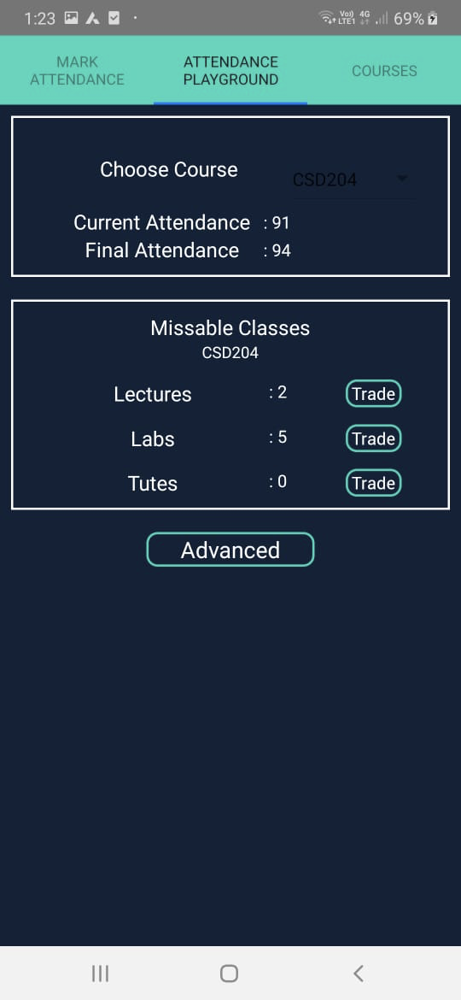 1:23 Vo) 4G LTE1 69%
MARK ATTENDANCE
ATTENDANCE PLAYGROUND
COURSES
Choose Course CSD204
Current Attendance : 91
Final Attendance : 94
Missable Classes
CSD204
Lectures : 2 Trade
Labs : 5 Trade
Tutes : 0 Trade
Advanced